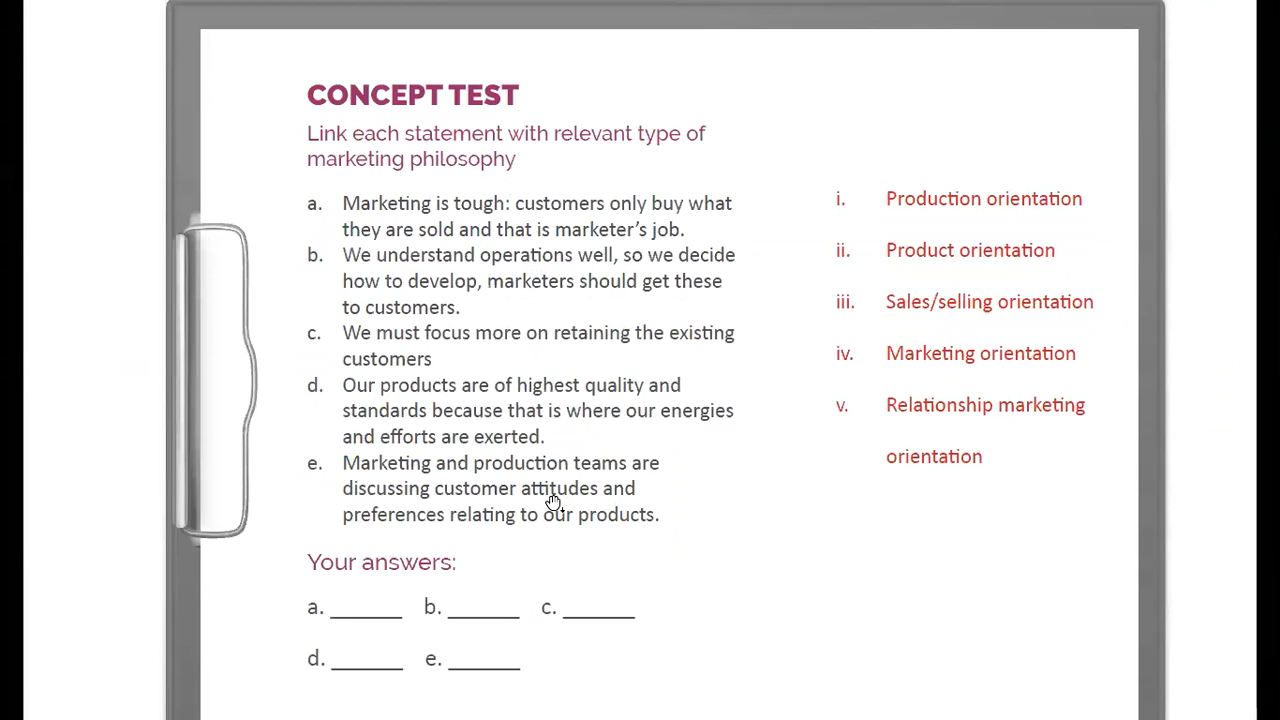 CONCEPT TEST
Link each statement with relevant type of
marketing philosophy
a. Marketing is tough: customers only buy what
they are sold and that is marketer’s job.
b. We understand operations well, so we decide
how to develop, marketers should get these
to customers.
c. We must focus more on retaining the existing
customers
d. Our products are of highest quality and
standards because that is where our energies
and efforts are exerted.
e. Marketing and production teams are
discussing customer attitudes and
preferences relating to our products.
i. Production orientation
ii. Product orientation
iii. Sales/selling orientation
iv. Marketing orientation
v. Relationship marketing
orientation
Your answers:
a. _______ b. _______ c. _______
d. _______ e. _______